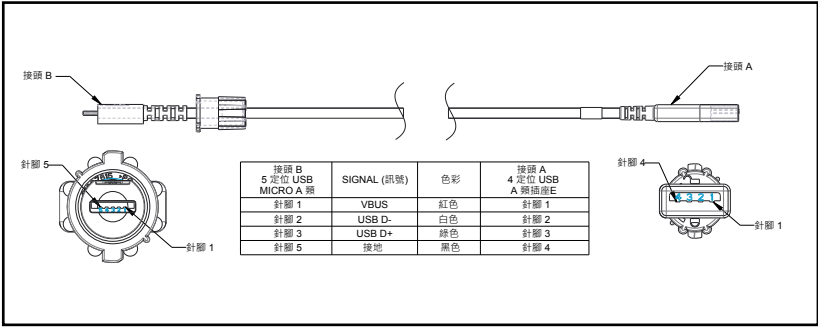 接頭 B
接頭 A
針腳 5
針腳 1
接頭 B
5 定位 USB
MICRO A 類
SIGNAL (訊號)
色彩
接頭 A
4 定位 USB
A 類插座E
針腳 1
VBUS
紅色
針腳 1
針腳 2
USB D-
白色
針腳 2
針腳 3
USB D+
綠色
針腳 3
針腳 5
接地
黑色
針腳 4
針腳 4
4 3 2 1
針腳 1